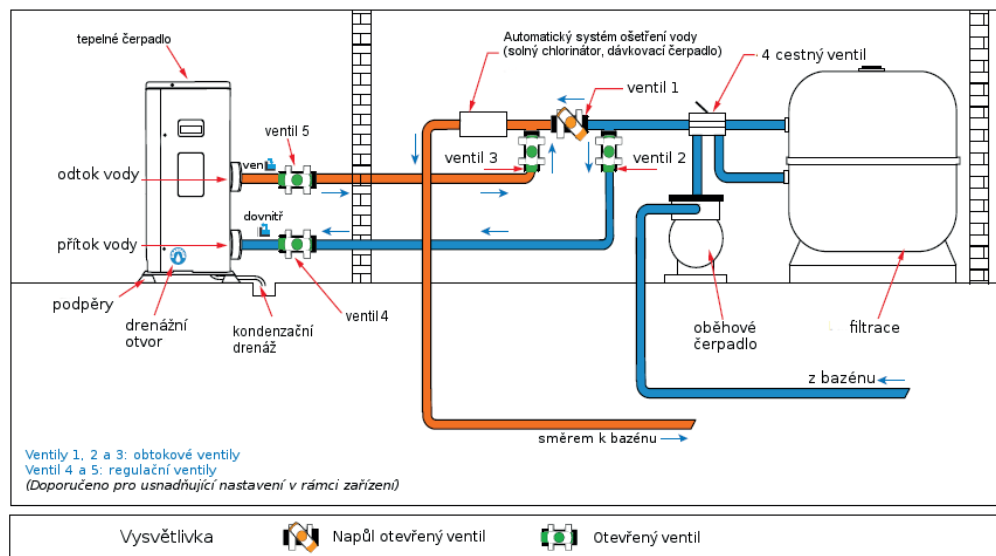 tepelné čerpadlo
Automatický systém ošetření vody
(solný chlorinátor, dávkovací čerpadlo)
4 cestný ventil
ventil 1
ventil 5
ventil 3
ventil 2
odtok vody
ven
dovnitř
přítok vody
podpěry
drenážní
otvor
kondenzační
drenáž
ventil 4
oběhové
čerpadlo
filtrace
z bazénu
směrem k bazénu
Ventily 1, 2 a 3: obtokové ventily
Ventil 4 a 5: regulační ventily
(Doporučeno pro usnadňující nastavení v rámci zařízení)
Vysvětlivka
Napůl otevřený ventil
Otevřený ventil